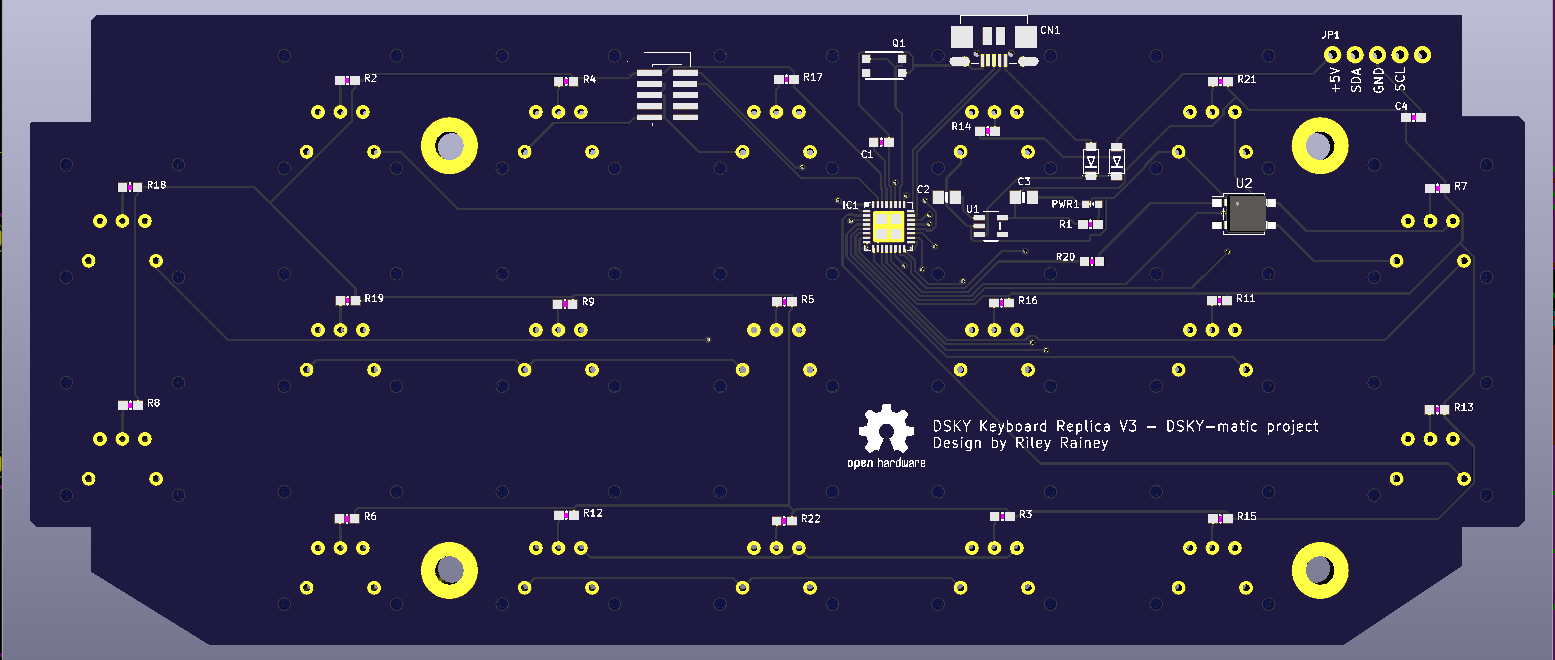 CN1
JP1
Q1
R2
R4
R17
R21
+5V
SDA
GND
SCL
C4
R14
C1
R18
C2
C3
U2
R7
IC1
PWR1
U1
R1
R20
R19
R9
R5
R16
R11
R8
R13
DSKY Keyboard Replica V3 – DSKY–matic project
Design by Riley Rainey
open hardware
R6
R12
R22
R3
R15